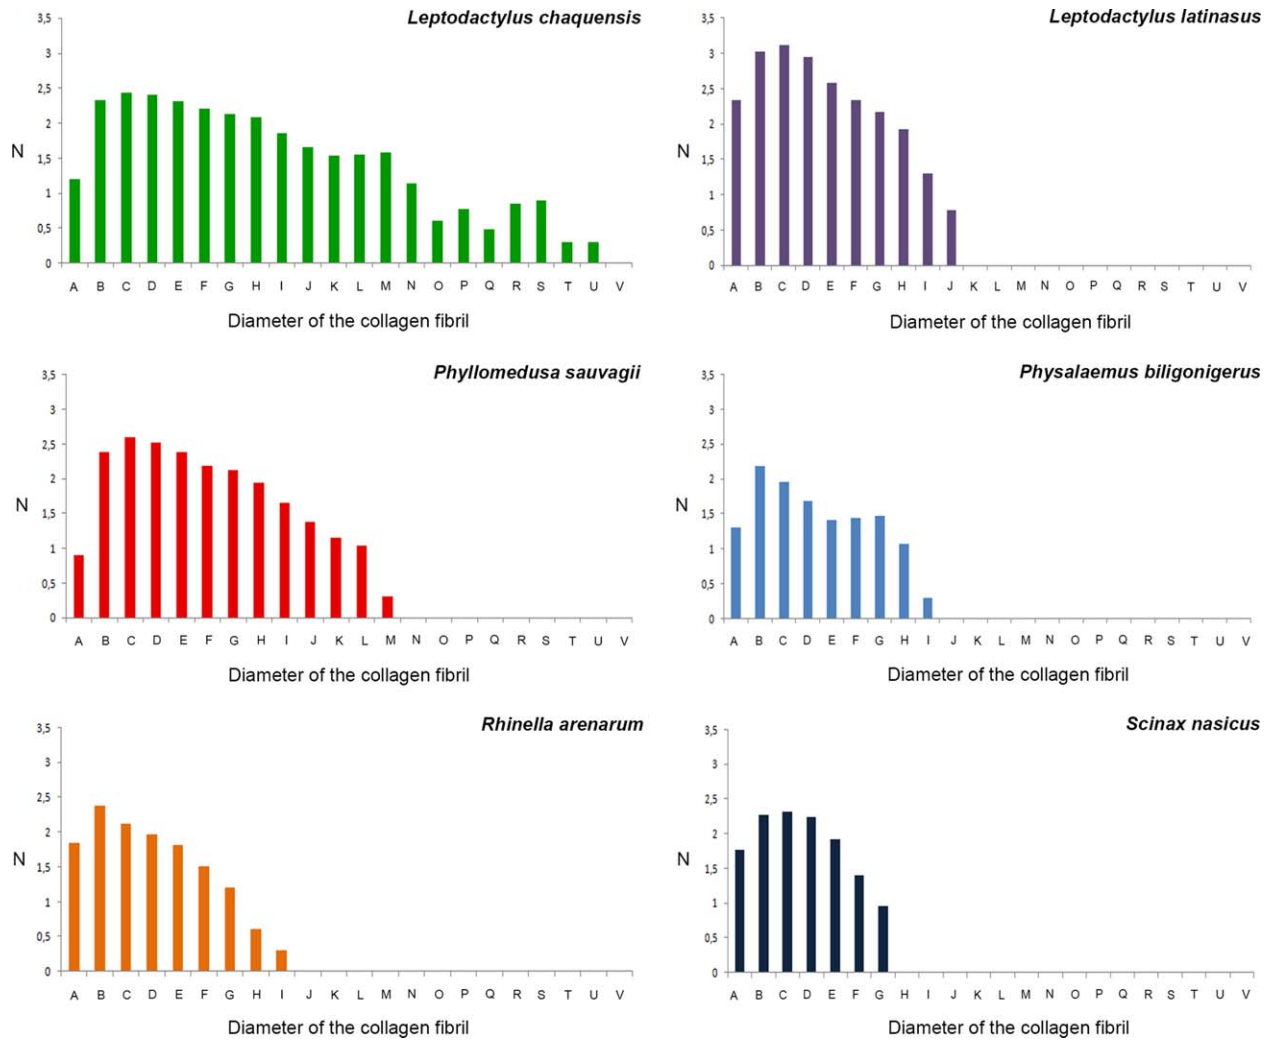 Leptodactylus chaquensis
3,5
3
2,5
2
1,5
1
0,5
0
N
A B C D E F G H I J K L M N O P Q R S T U V
Diameter of the collagen fibril
Leptodactylus latinasus
3,5
3
2,5
2
1,5
1
0,5
0
N
A B C D E F G H I J K L M N O P Q R S T U V
Diameter of the collagen fibril
Phyllomedusa sauvagii
3,5
3
2,5
2
1,5
1
0,5
0
N
A B C D E F G H I J K L M N O P Q R S T U V
Diameter of the collagen fibril
Physalaemus biligonigerus
3,5
3
2,5
2
1,5
1
0,5
0
N
A B C D E F G H I J K L M N O P Q R S T U V
Diameter of the collagen fibril
Rhinella arenarum
3,5
3
2,5
2
1,5
1
0,5
0
N
A B C D E F G H I J K L M N O P Q R S T U V
Diameter of the collagen fibril
Scinax nasicus
3,5
3
2,5
2
1,5
1
0,5
0
N
A B C D E F G H I J K L M N O P Q R S T U V
Diameter of the collagen fibril